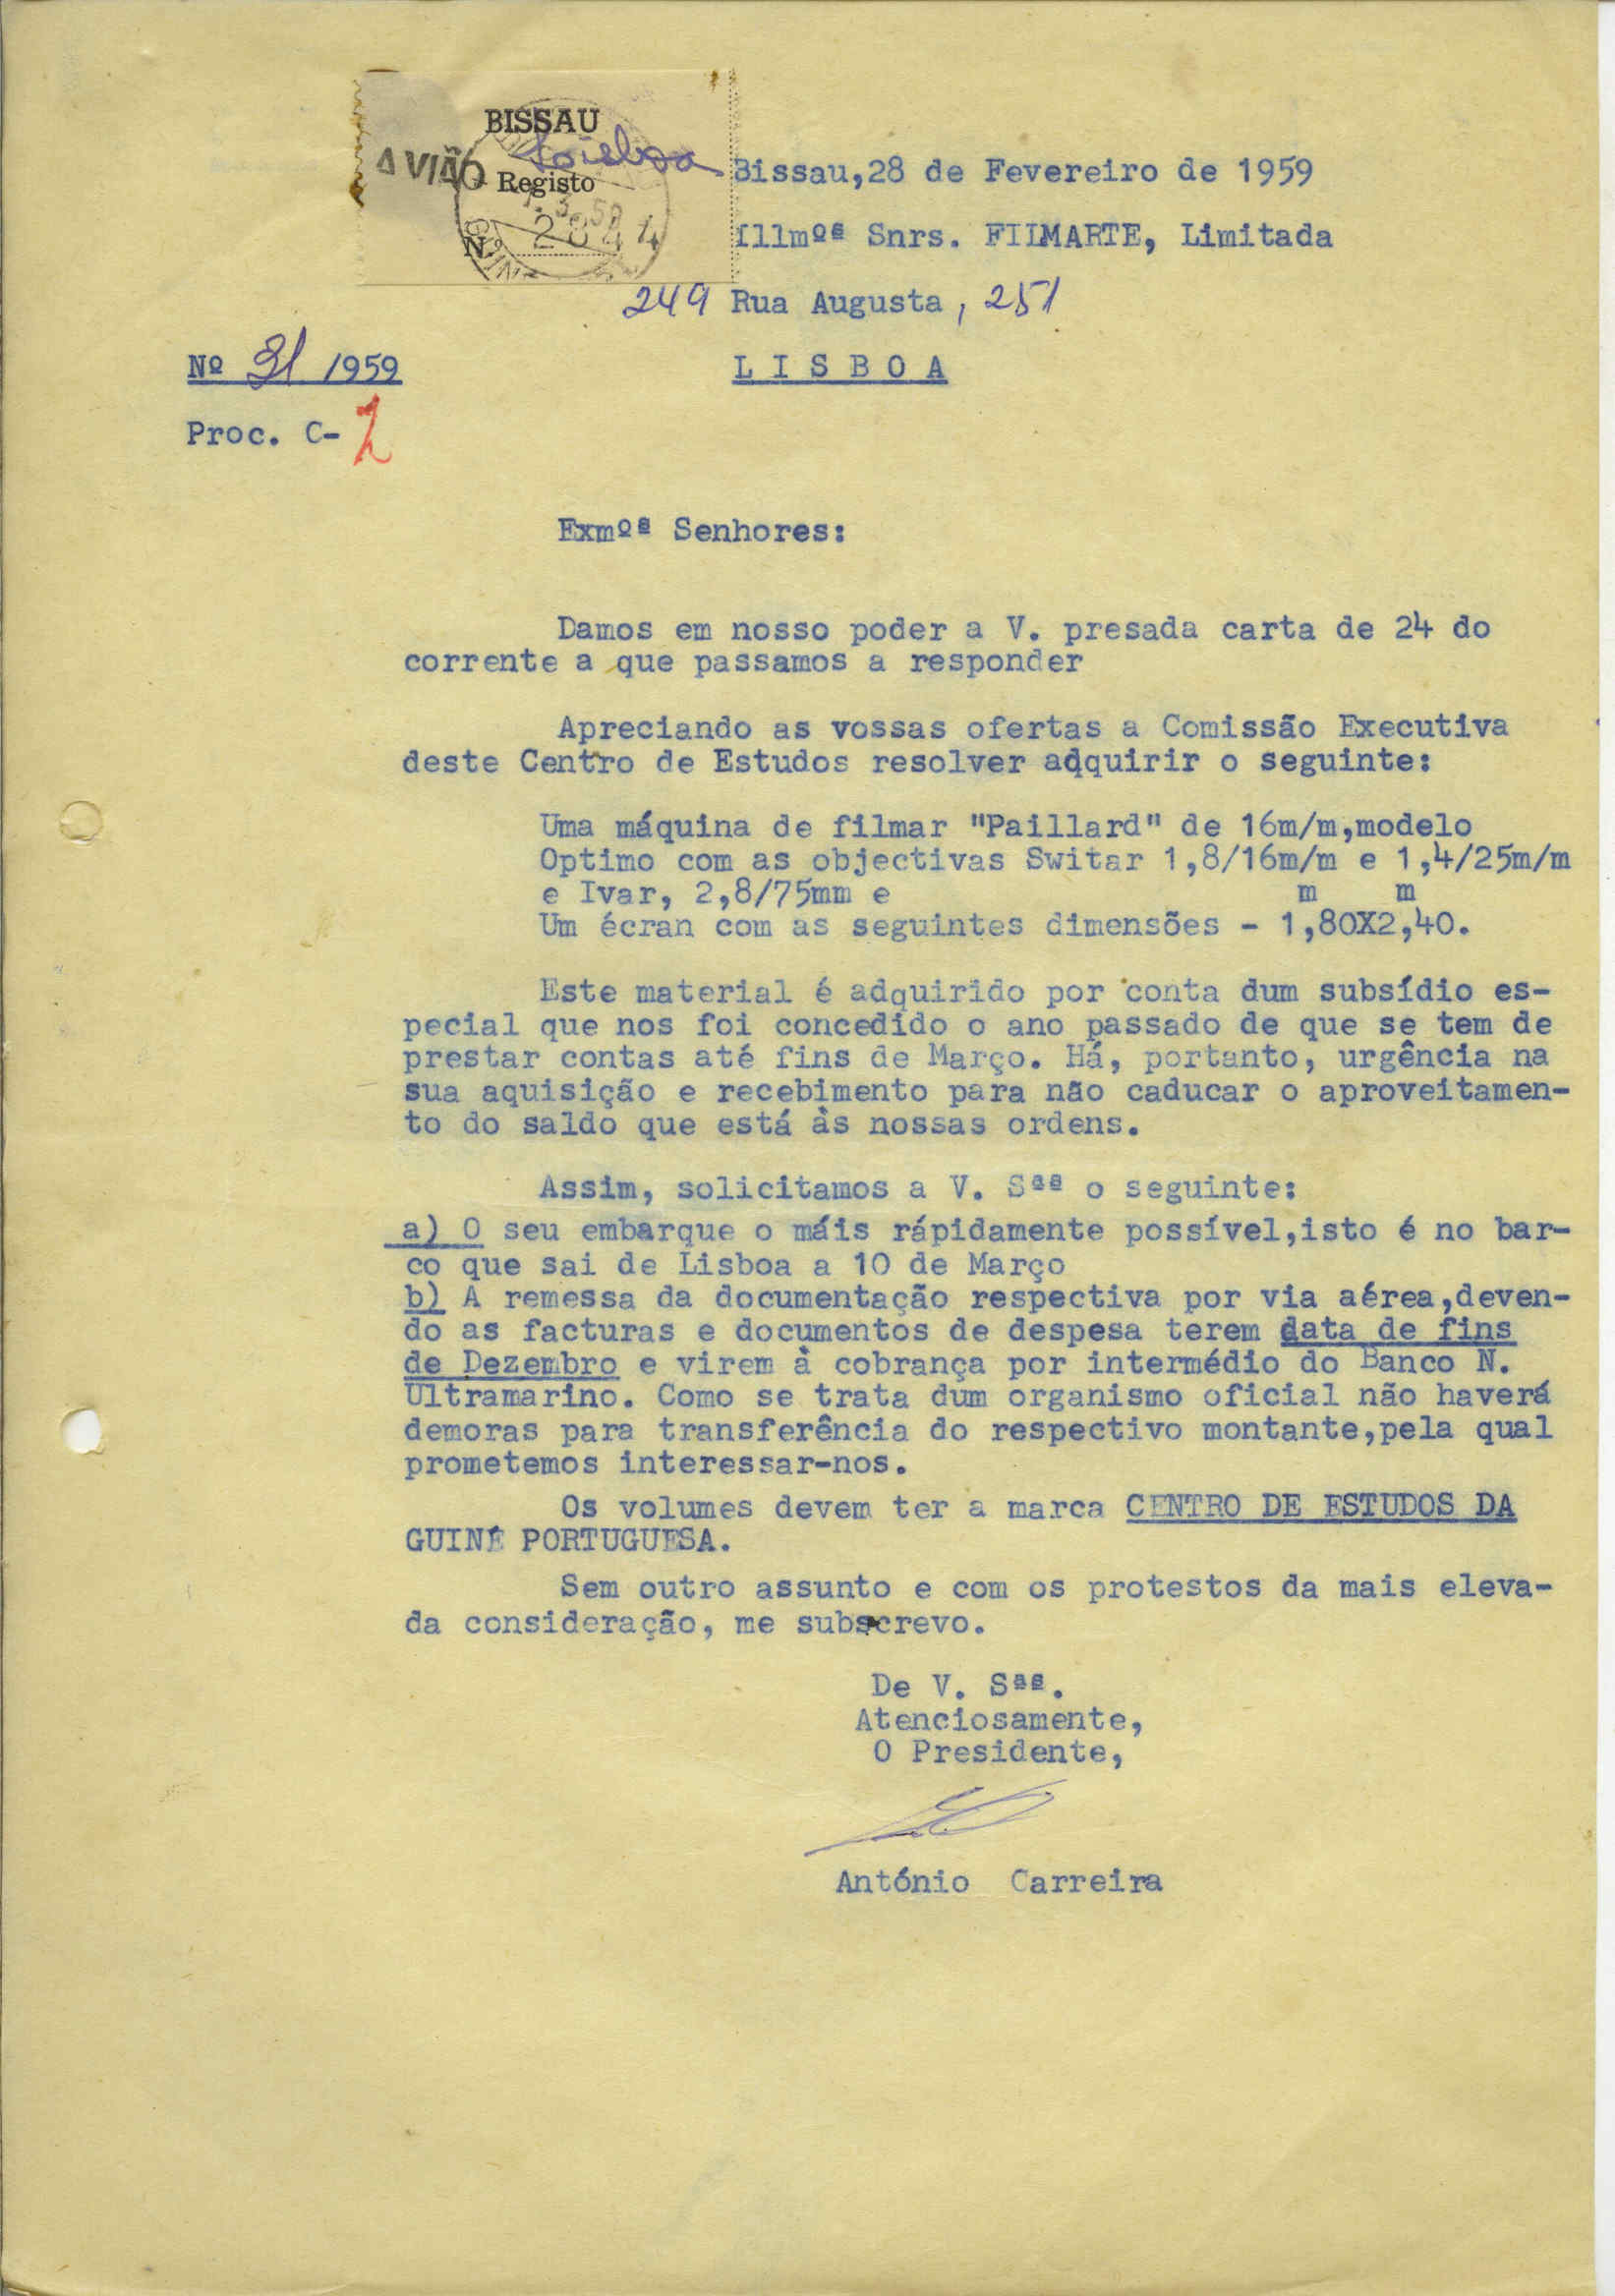 BISSAU
Lisboa
AVIÃO
Registo
N.º 2844
Bissau,28 de Fevereiro de 1959
Illmºs Snrs. FILMARTE, Limitada
249 Rua Augusta, 251
Nº 31 /1959
L I S B O A
Proc. C-
Exmºs Senhores:
Damos em nosso poder a V. presada carta de 24 do
corrente a que passamos a responder
Apreciando as vossas ofertas a Comissão Executiva
deste Centro de Estudos resolver adquirir o seguinte:
Uma máquina de filmar "Paillard" de 16m/m,modelo
Optimo com as objectivas Switar 1,8/16m/m e 1,4/25m/m
e Ivar, 2,8/75mm e
m m
Um écran com as seguintes dimensões - 1,80X2,40.
Este material é adquirido por conta dum subsídio es-
pecial que nos foi concedido o ano passado de que se tem de
prestar contas até fins de Março. Há, portanto, urgência na
sua aquisição e recebimento para não caducar o aproveitamen-
to do saldo que está às nossas ordens.
Assim, solicitamos a V. Sªs o seguinte:
a) O seu embarque o máis rápidamente possível,isto é no bar-
co que sai de Lisboa a 10 de Março
b) A remessa da documentação respectiva por via aérea,deven-
do as facturas e documentos de despesa terem data de fins
de Dezembro e virem à cobrança por intermédio do Banco N.
Ultramarino. Como se trata dum organismo oficial não haverá
demoras para transferência do respectivo montante,pela qual
prometemos interessar-nos.
Os volumes devem ter a marca CENTRO DE ESTUDOS DA
GUINÉ PORTUGUESA.
Sem outro assunto e com os protestos da mais eleva-
da consideração, me subscrevo.
De V. Sªs.
Atenciosamente,
O Presidente,
António Carreira